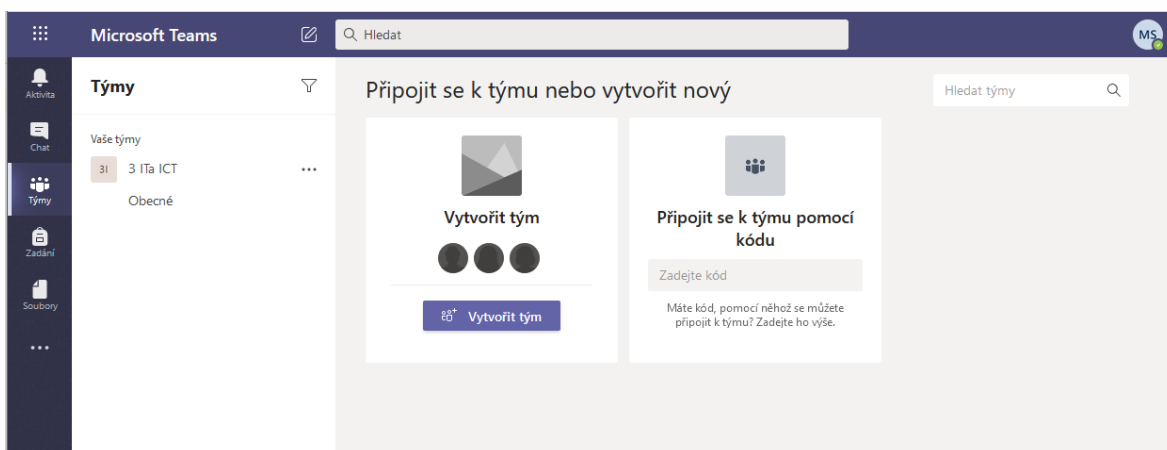 Microsoft Teams
Hledat
MS
Aktivita
Chat
Týmy
Zadání
Soubory
Týmy
Vaše týmy
3I 3 ITa ICT
Obecné
Připojit se k týmu nebo vytvořit nový
Hledat týmy
Vytvořit tým
Vytvořit tým
Připojit se k týmu pomocí
kódu
Zadejte kód
Máte kód, pomocí něhož se můžete
připojit k týmu? Zadejte ho výše.